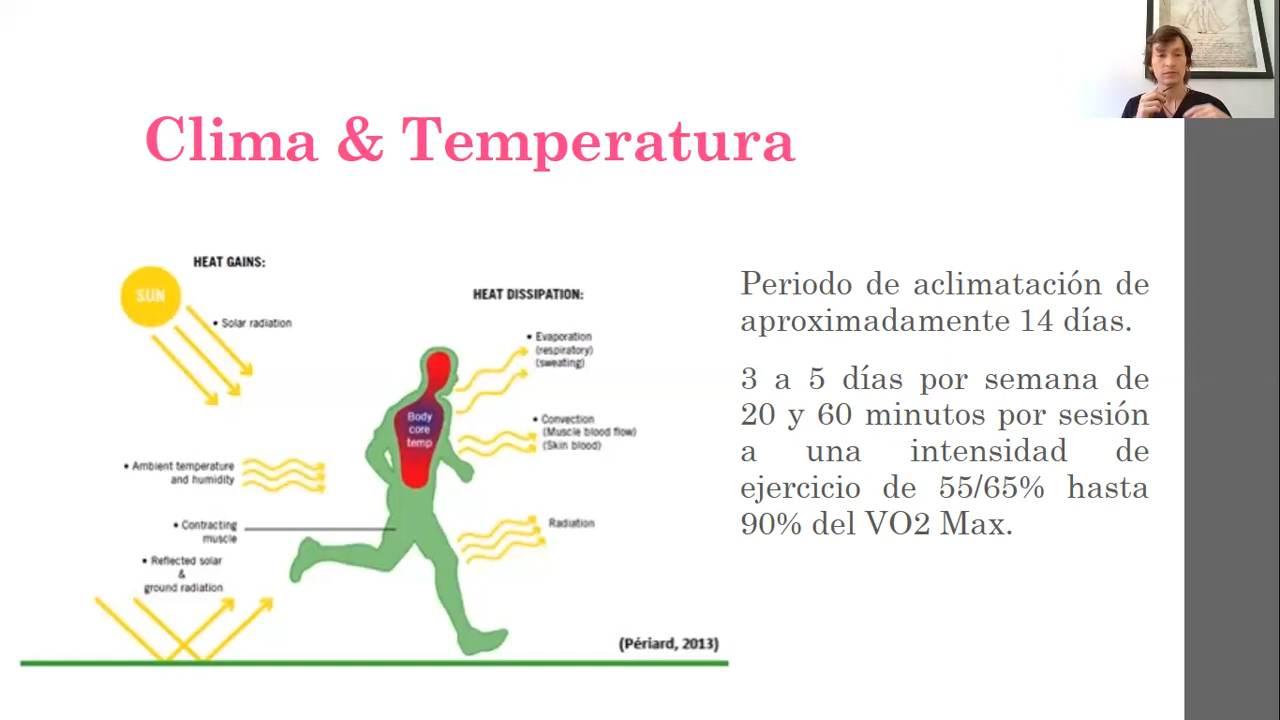 Clima & Temperatura
HEAT GAINS:
SUN
• Solar radiation
• Ambient temperature
and humidity
• Contracting
muscle
• Reflected solar
&
ground radiation
HEAT DISSIPATION:
• Evaporation
(respiratory)
(sweating)
• Convection
(Muscle blood flow)
(Skin blood)
Radiation
Body
core
temp
(Périard, 2013)
Periodo de aclimatación de
aproximadamente 14 días.
3 a 5 días por semana de
20 y 60 minutos por sesión
a una intensidad de
ejercicio de 55/65% hasta
90% del VO2 Max.